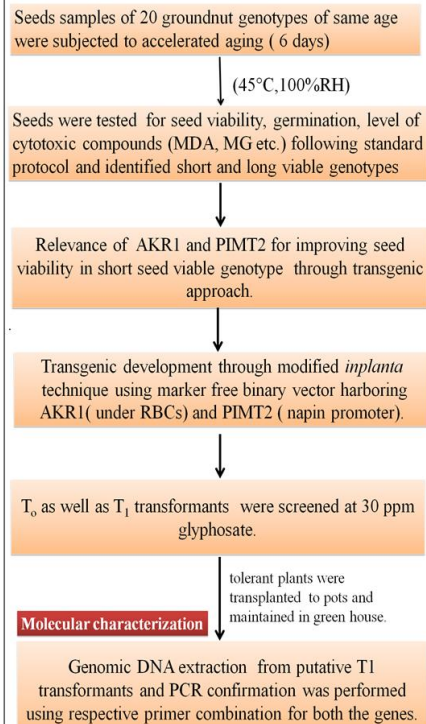 Seeds samples of 20 groundnut genotypes of same age
were subjected to accelerated aging ( 6 days)
(45°C,100%RH)
Seeds were tested for seed viability, germination, level of
cytotoxic compounds (MDA, MG etc.) following standard
protocol and identified short and long viable genotypes
Relevance of AKR1 and PIMT2 for improving seed
viability in short seed viable genotype through transgenic
approach.
Transgenic development through modified inplanta
technique using marker free binary vector harboring
AKR1( under RBCs) and PIMT2 ( napin promoter).
To as well as T1 transformants were screened at 30 ppm
glyphosate.
tolerant plants were
transplanted to pots and
maintained in green house.
Molecular characterization
Genomic DNA extraction from putative T1
transformants and PCR confirmation was performed
using respective primer combination for both the genes.